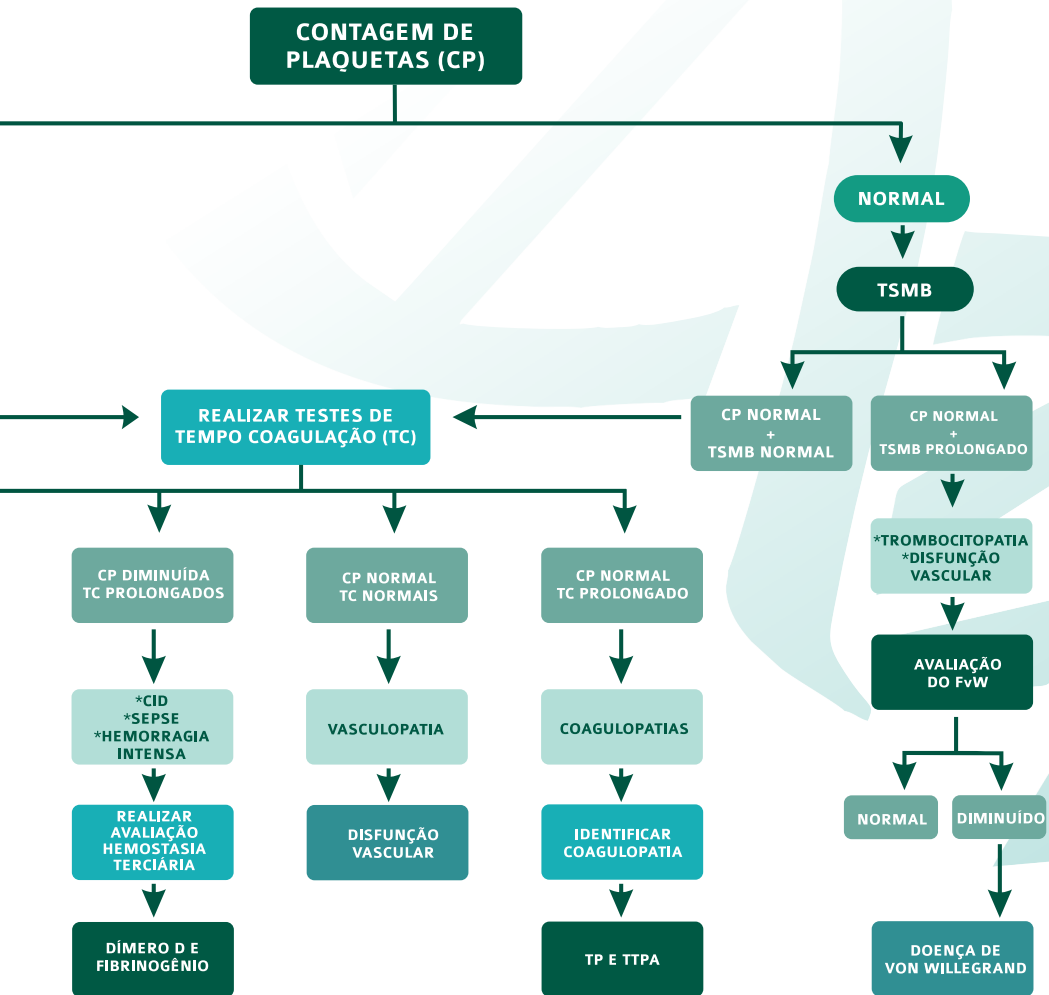 CONTAGEM DE
PLAQUETAS (CP)
NORMAL
TSMB
REALIZAR TESTES DE
TEMPO COAGULAÇÃO (TC)
CP NORMAL
+
TSMB NORMAL
CP NORMAL
+
TSMB PROLONGADO
*TROMBOCITOPATIA
*DISFUNÇÃO
VASCULAR
CP DIMINUÍDA
TC PROLONGADOS
CP NORMAL
TC NORMAIS
CP NORMAL
TC PROLONGADO
AVALIAÇÃO
DO FvW
*CID
*SEPSE
*HEMORRAGIA
INTENSA
VASCULOPATIA
COAGULOPATIAS
NORMAL
DIMINUÍDO
REALIZAR
AVALIAÇÃO
HEMOSTASIA
TERCIÁRIA
DISFUNÇÃO
VASCULAR
IDENTIFICAR
COAGULOPATIA
DÍMERO D E
FIBRINOGÊNIO
TP E TTPA
DOENÇA DE
VON WILLEGRAND